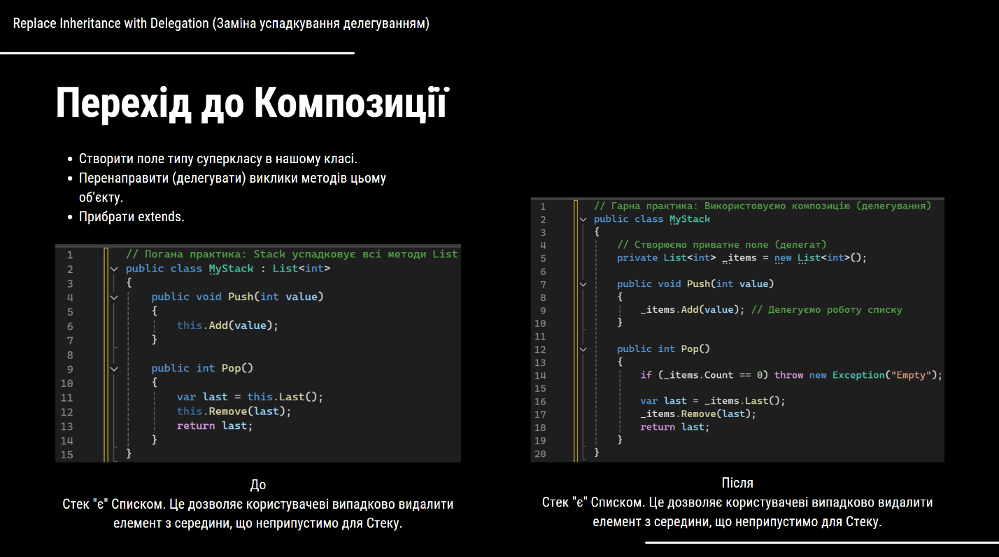 Replace Inheritance with Delegation (Заміна успадкування делегуванням)
Перехід до Композиції
• Створити поле типу суперкласу в нашому класі.
• Перенаправити (делегувати) виклики методів цьому
об'єкту.
• Прибрати extends.
1 // Погана практика: Stack успадковує всі методи List
2 public class MyStack : List<int>
3 {
4 public void Push(int value)
5 {
6 this.Add(value);
7 }
8
9 public int Pop()
10 {
11 var last = this.Last();
12 this.Remove(last);
13 return last;
14 }
15 }
До
Стек "є" Списком. Це дозволяє користувачеві випадково видалити
елемент з середини, що неприпустимо для Стеку.
1 // Гарна практика: Використовуємо композицію (делегування)
2 public class MyStack
3 {
4 // Створюємо приватне поле (делегат)
5 private List<int> _items = new List<int>();
6
7 public void Push(int value)
8 {
9 _items.Add(value); // Делегуємо роботу списку
10 }
11
12 public int Pop()
13 {
14 if (_items.Count == 0) throw new Exception("Empty");
15
16 var last = _items.Last();
17 _items.Remove(last);
18 return last;
19 }
20 }
Після
Стек "є" Списком. Це дозволяє користувачеві випадково видалити
елемент з середини, що неприпустимо для Стеку.